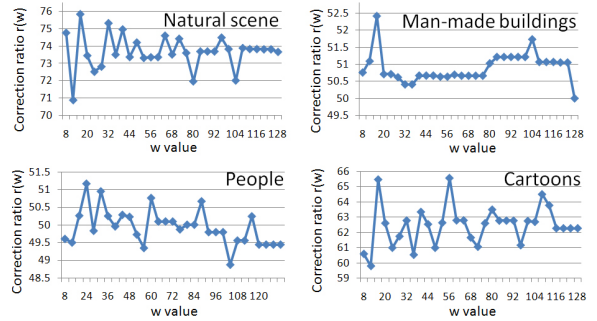 Natural scene
Correction ratio r(w)
76
75
74
73
72
71
70
8 20 32 44 56 68 80 92 104 116 128
w value
Man-made buildings
Correction ratio r(w)
52.5
52
51.5
51
50.5
50
49.5
8 20 32 44 56 68 80 92 104 116 128
w value
People
Correction ratio r(w)
51.5
51
50.5
50
49.5
49
48.5
8 24 36 48 60 72 84 96 108 120
w value
Cartoons
Correction ratio r(w)
66
65
64
63
62
61
60
59
8 20 32 44 56 68 80 92 104 116 128
w value